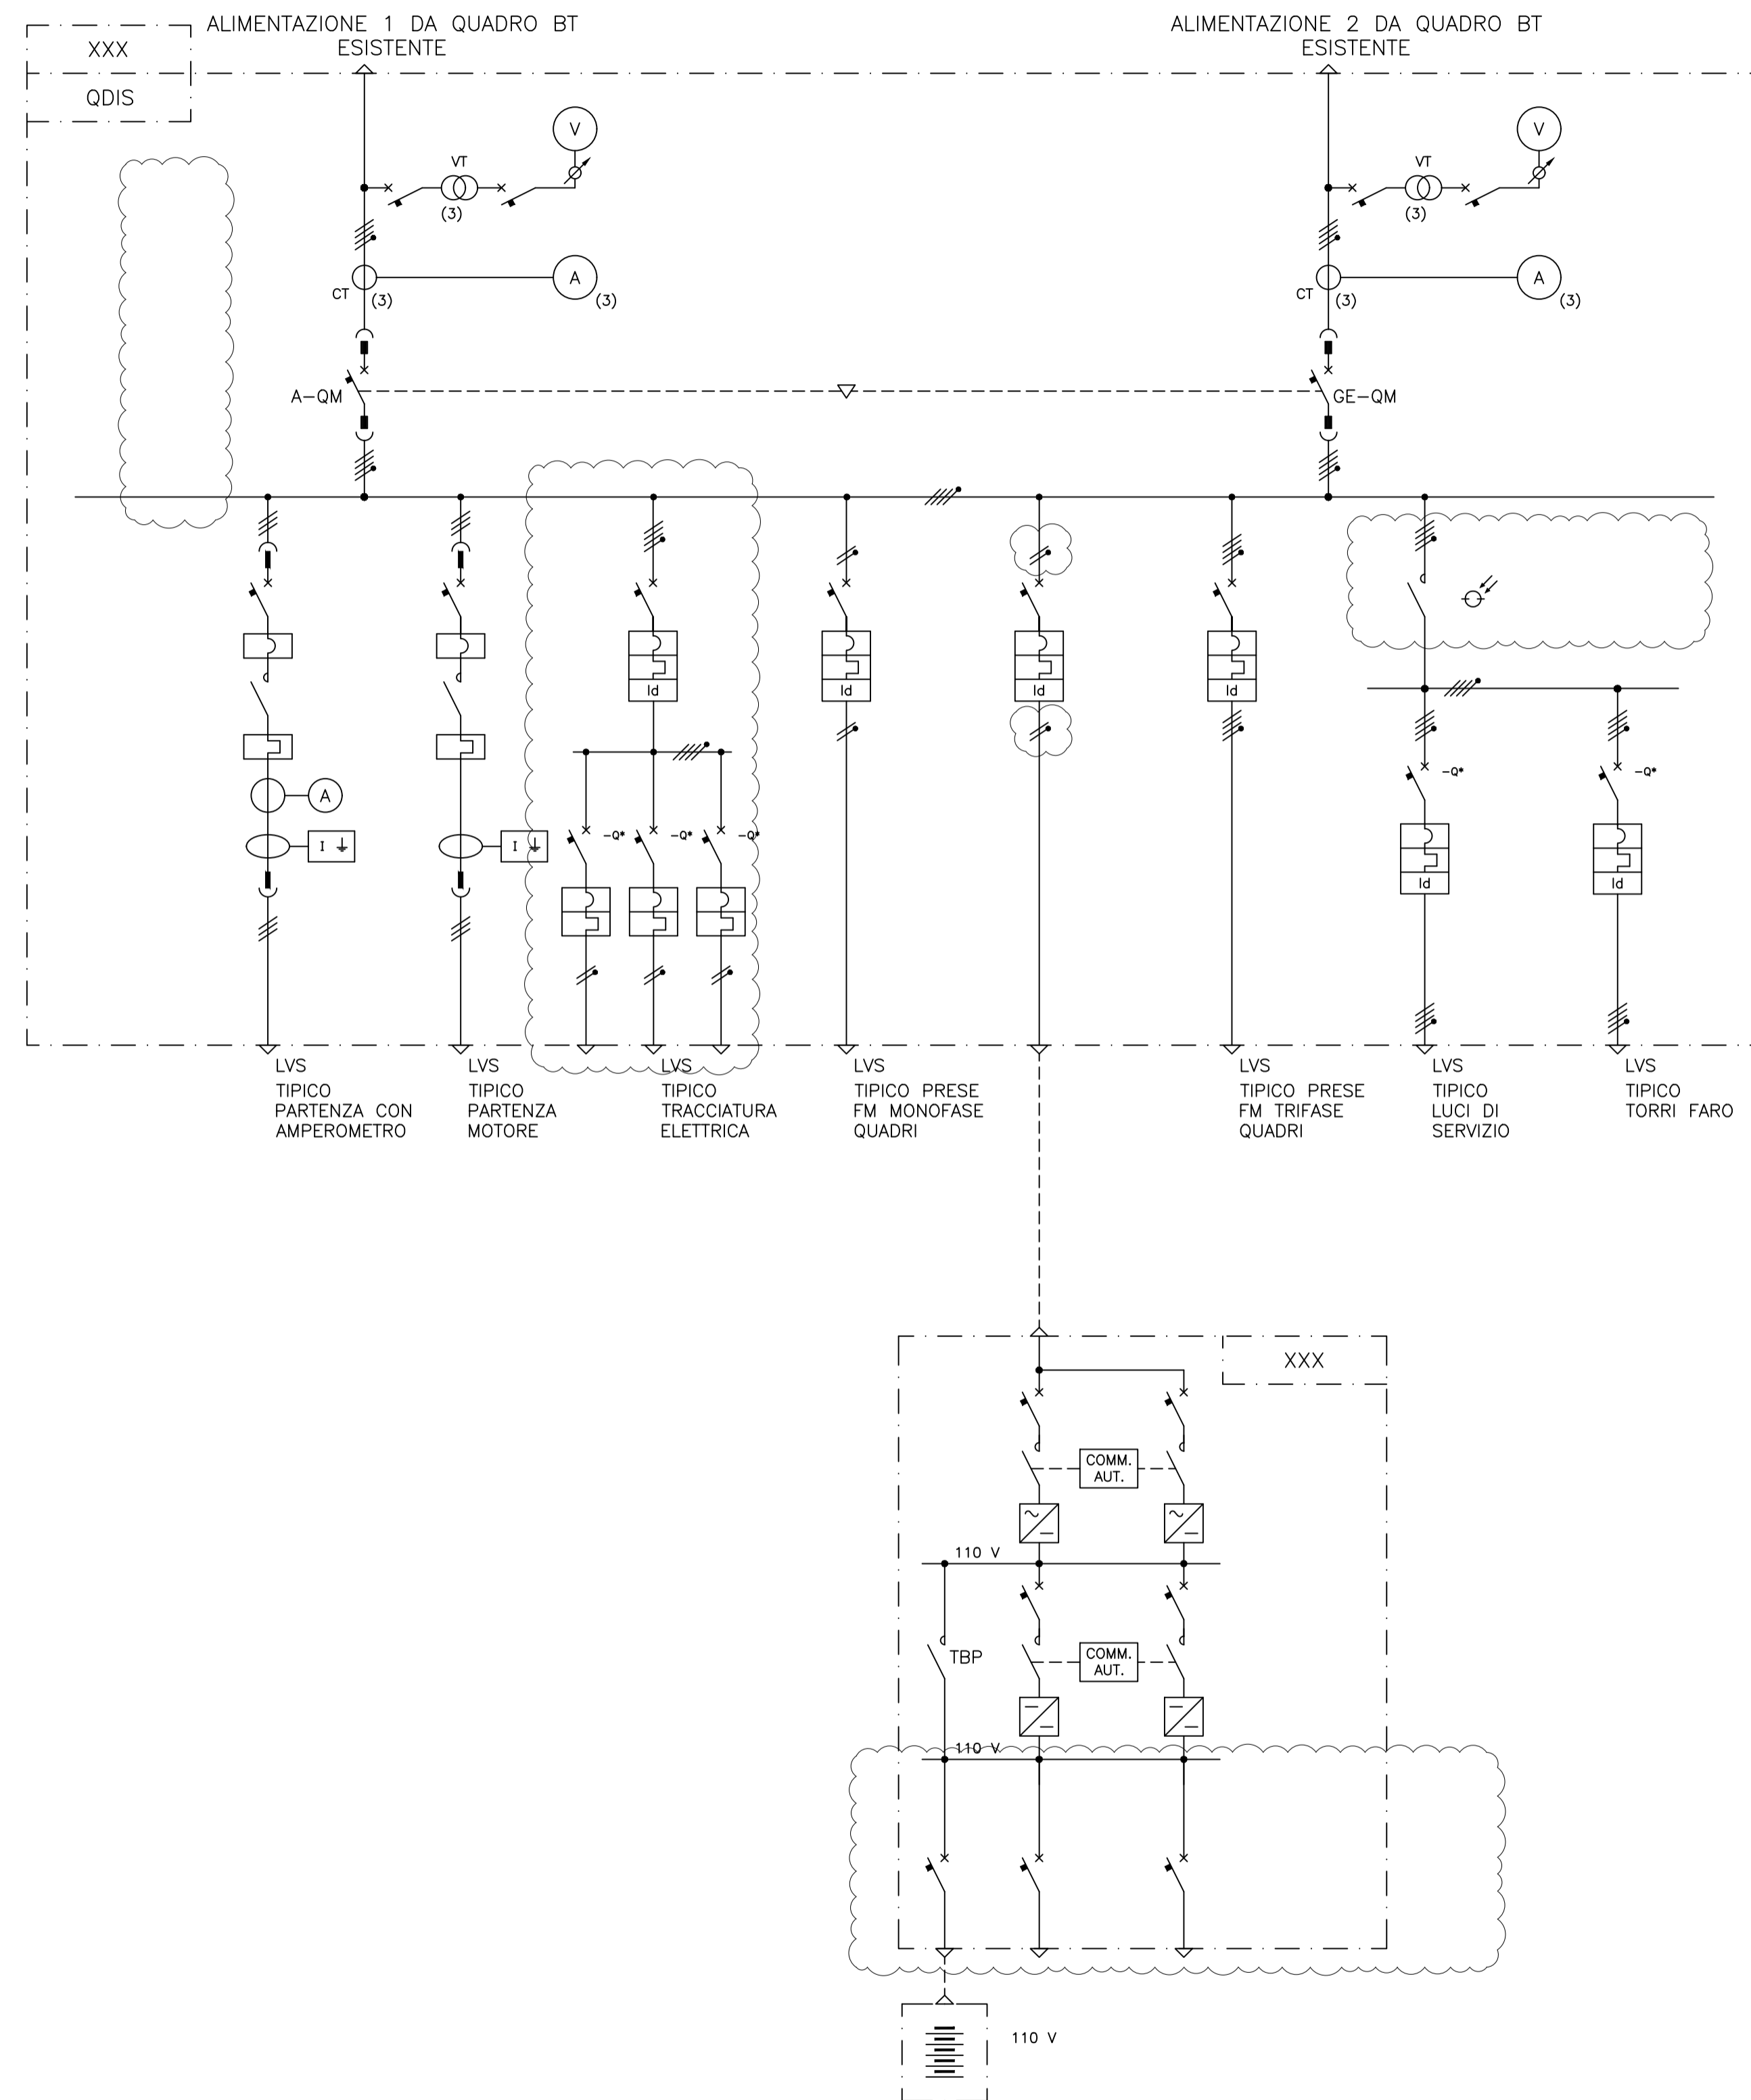 ALIMENTAZIONE 1 DA QUADRO BT
ESISTENTE
ALIMENTAZIONE 2 DA QUADRO BT
ESISTENTE
XXX
QDIS
V
VT
(3)
V
VT
(3)
A
CT
(3)
(3)
A
CT
(3)
(3)
A-QM
GE-QM
Id
Id
Id
Id
-Q*
-Q*
A
I
I
-Q*
-Q*
-Q*
Id
Id
LVS
TIPICO
PARTENZA CON
AMPEROMETRO
LVS
TIPICO
PARTENZA
MOTORE
LVS
TIPICO
TRACCIATURA
ELETTRICA
LVS
TIPICO PRESE
FM MONOFASE
QUADRI
LVS
TIPICO PRESE
FM TRIFASE
QUADRI
LVS
TIPICO
LUCI DI
SERVIZIO
LVS
TIPICO
TORRI FARO
XXX
COMM.
AUT.
110 V
TBP
COMM.
AUT.
110 V
110 V